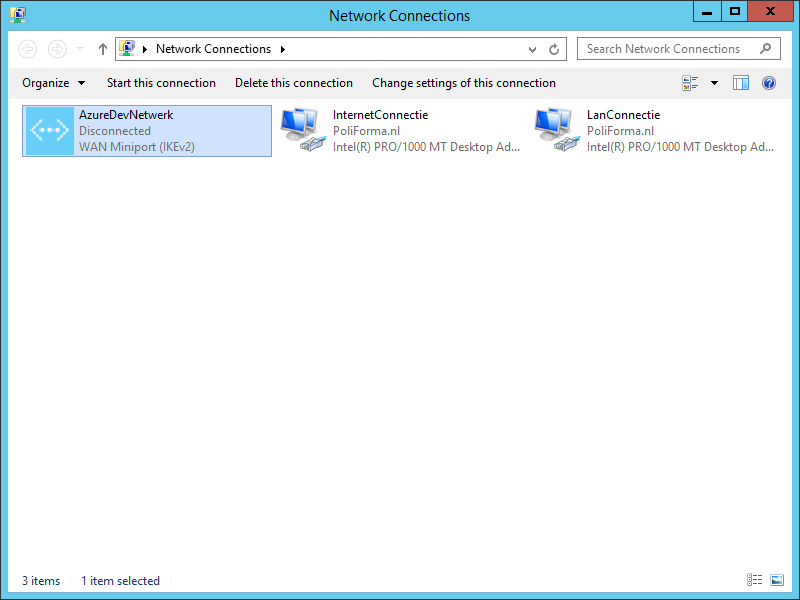 Network Connections
Network Connections
Search Network Connections
Organize Start this connection Delete this connection Change settings of this connection
AzureDevNetwerk
Disconnected
WAN Miniport (IKEv2)
InternetConnectie
PoliForma.nl
Intel(R) PRO/1000 MT Desktop Ad...
LanConnectie
PoliForma.nl
Intel(R) PRO/1000 MT Desktop Ad...
3 items 1 item selected